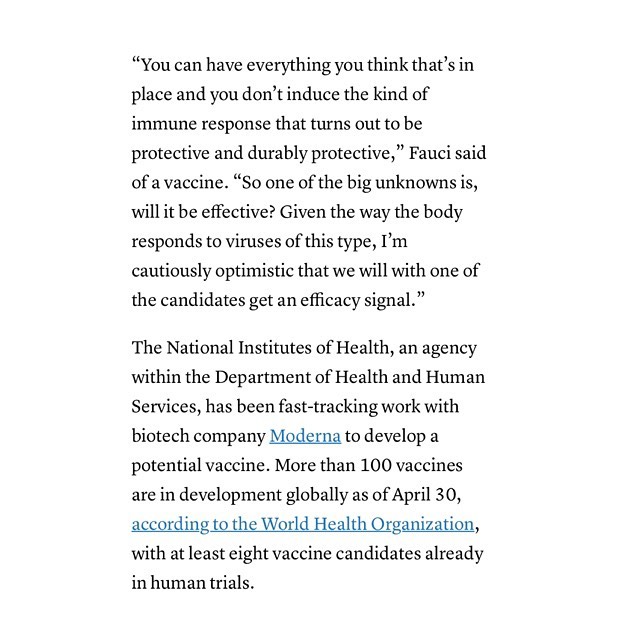 “You can have everything you think that’s in
place and you don’t induce the kind of
immune response that turns out to be
protective and durably protective,” Fauci said
of a vaccine. “So one of the big unknowns is,
will it be effective? Given the way the body
responds to viruses of this type, I’m
cautiously optimistic that we will with one of
the candidates get an efficacy signal.”
The National Institutes of Health, an agency
within the Department of Health and Human
Services, has been fast-tracking work with
biotech company Moderna to develop a
potential vaccine. More than 100 vaccines
are in development globally as of April 30,
according to the World Health Organization,
with at least eight vaccine candidates already
in human trials.